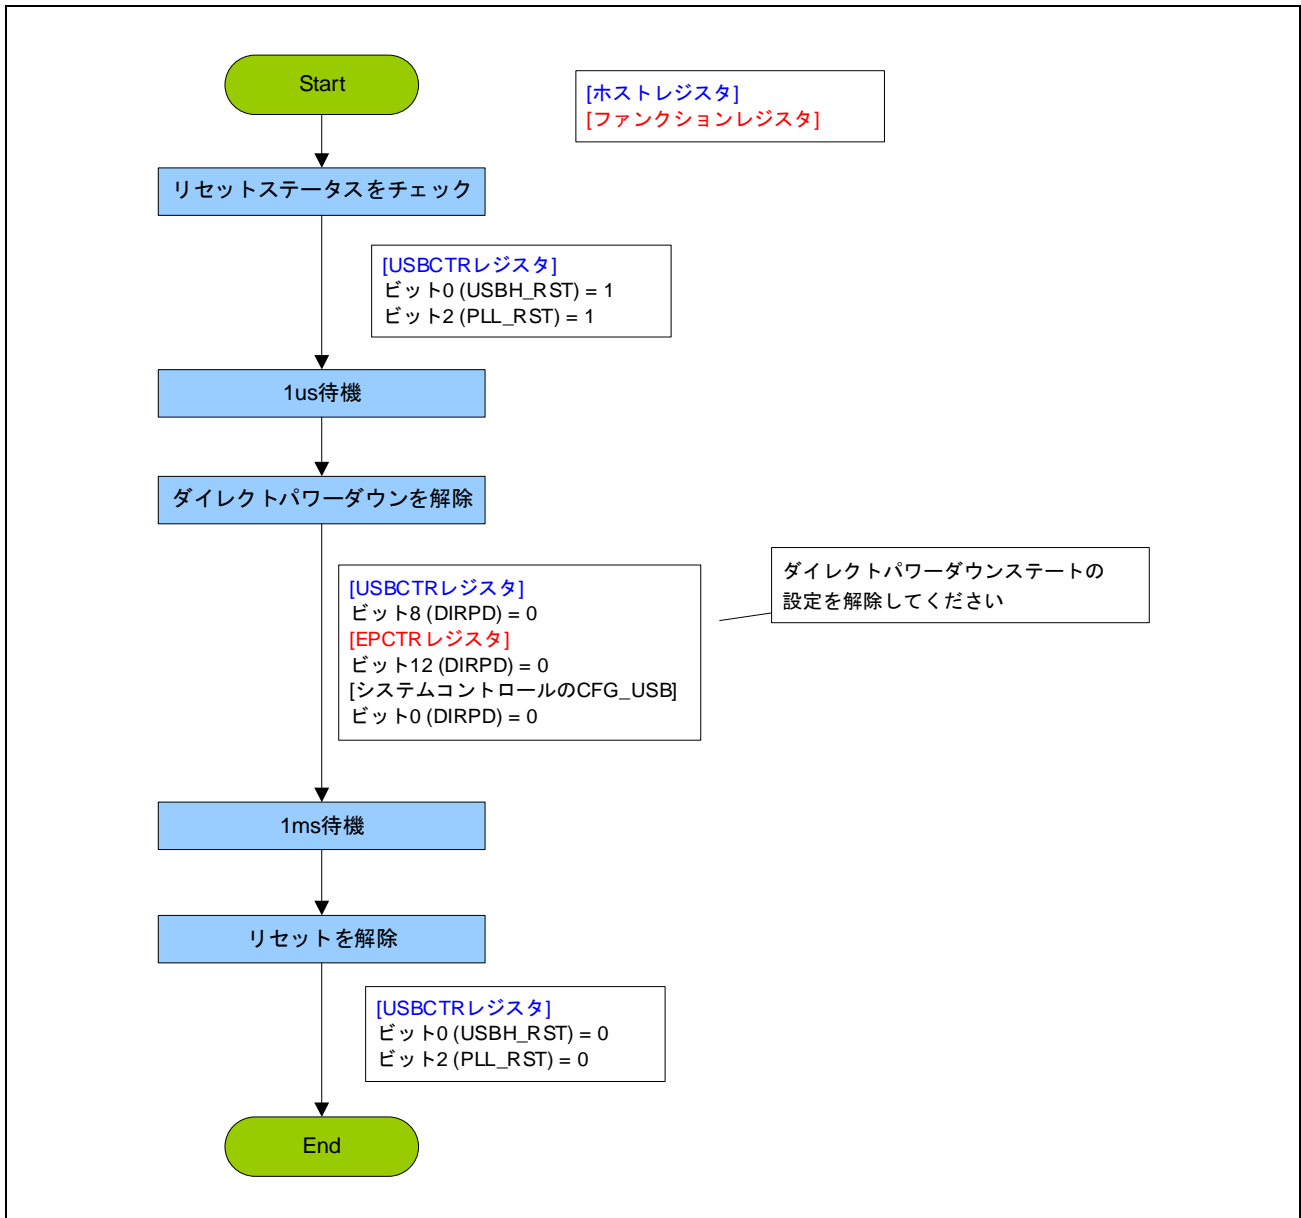 Start
[ホストレジスタ]
[ファンクションレジスタ]
リセットステータスをチェック
[USBCTRレジスタ]
ビット0 (USBH_RST) = 1
ビット2 (PLL_RST) = 1
1us待機
ダイレクトパワーダウンを解除
[USBCTRレジスタ]
ビット8 (DIRPD) = 0
[EPCTRレジスタ]
ビット12 (DIRPD) = 0
[システムコントロールのCFG_USB]
ビット0 (DIRPD) = 0
ダイレクトパワーダウンステートの
設定を解除してください
1ms待機
リセットを解除
[USBCTRレジスタ]
ビット0 (USBH_RST) = 0
ビット2 (PLL_RST) = 0
End